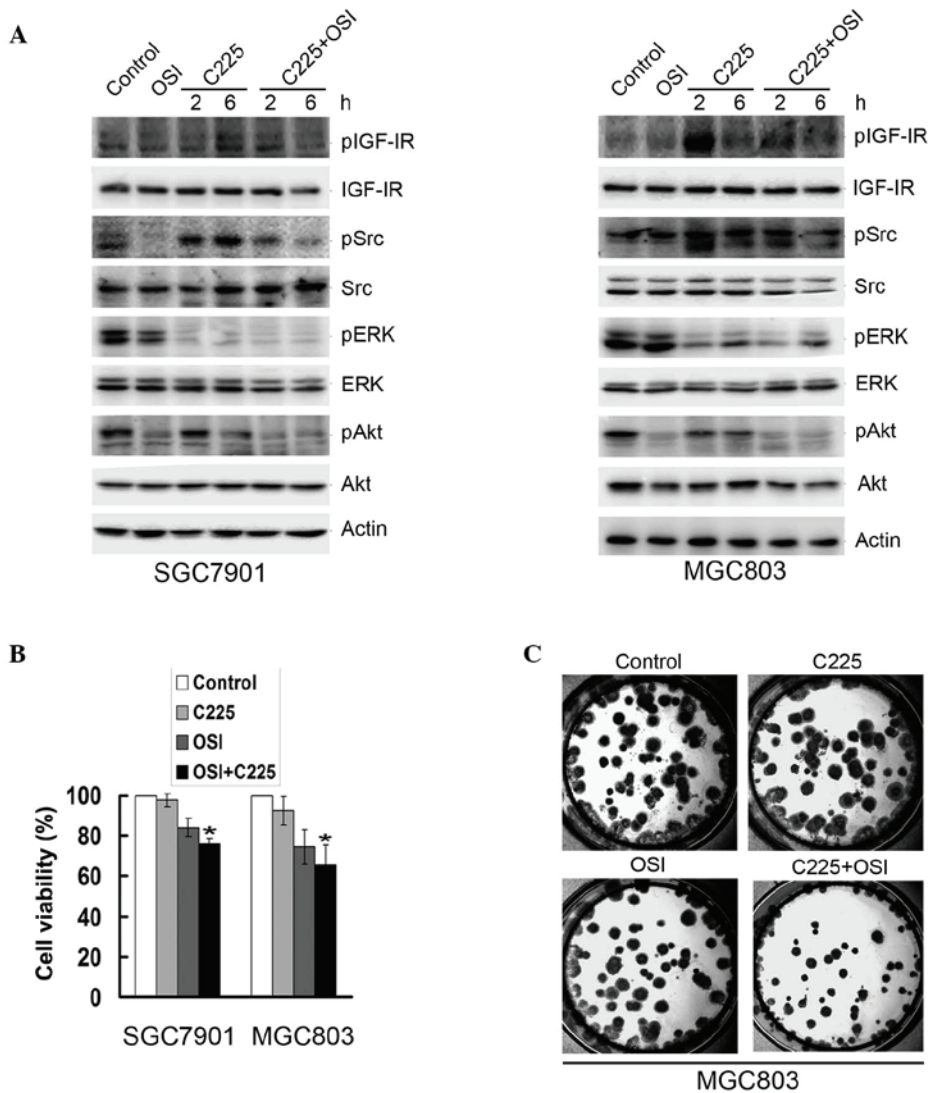 A
Control OSI C225 C225+OSI
2 6 2 6 h
pIGF-IR
IGF-IR
pSrc
Src
pERK
ERK
pAkt
Akt
Actin
SGC7901
Control OSI C225 C225+OSI
2 6 2 6 h
pIGF-IR
IGF-IR
pSrc
Src
pERK
ERK
pAkt
Akt
Actin
MGC803
B
Control
C225
OSI
OSI+C225
Cell viability (%)
100
80
60
40
20
0
* *
SGC7901 MGC803
C
Control C225
OSI C225+OSI
MGC803